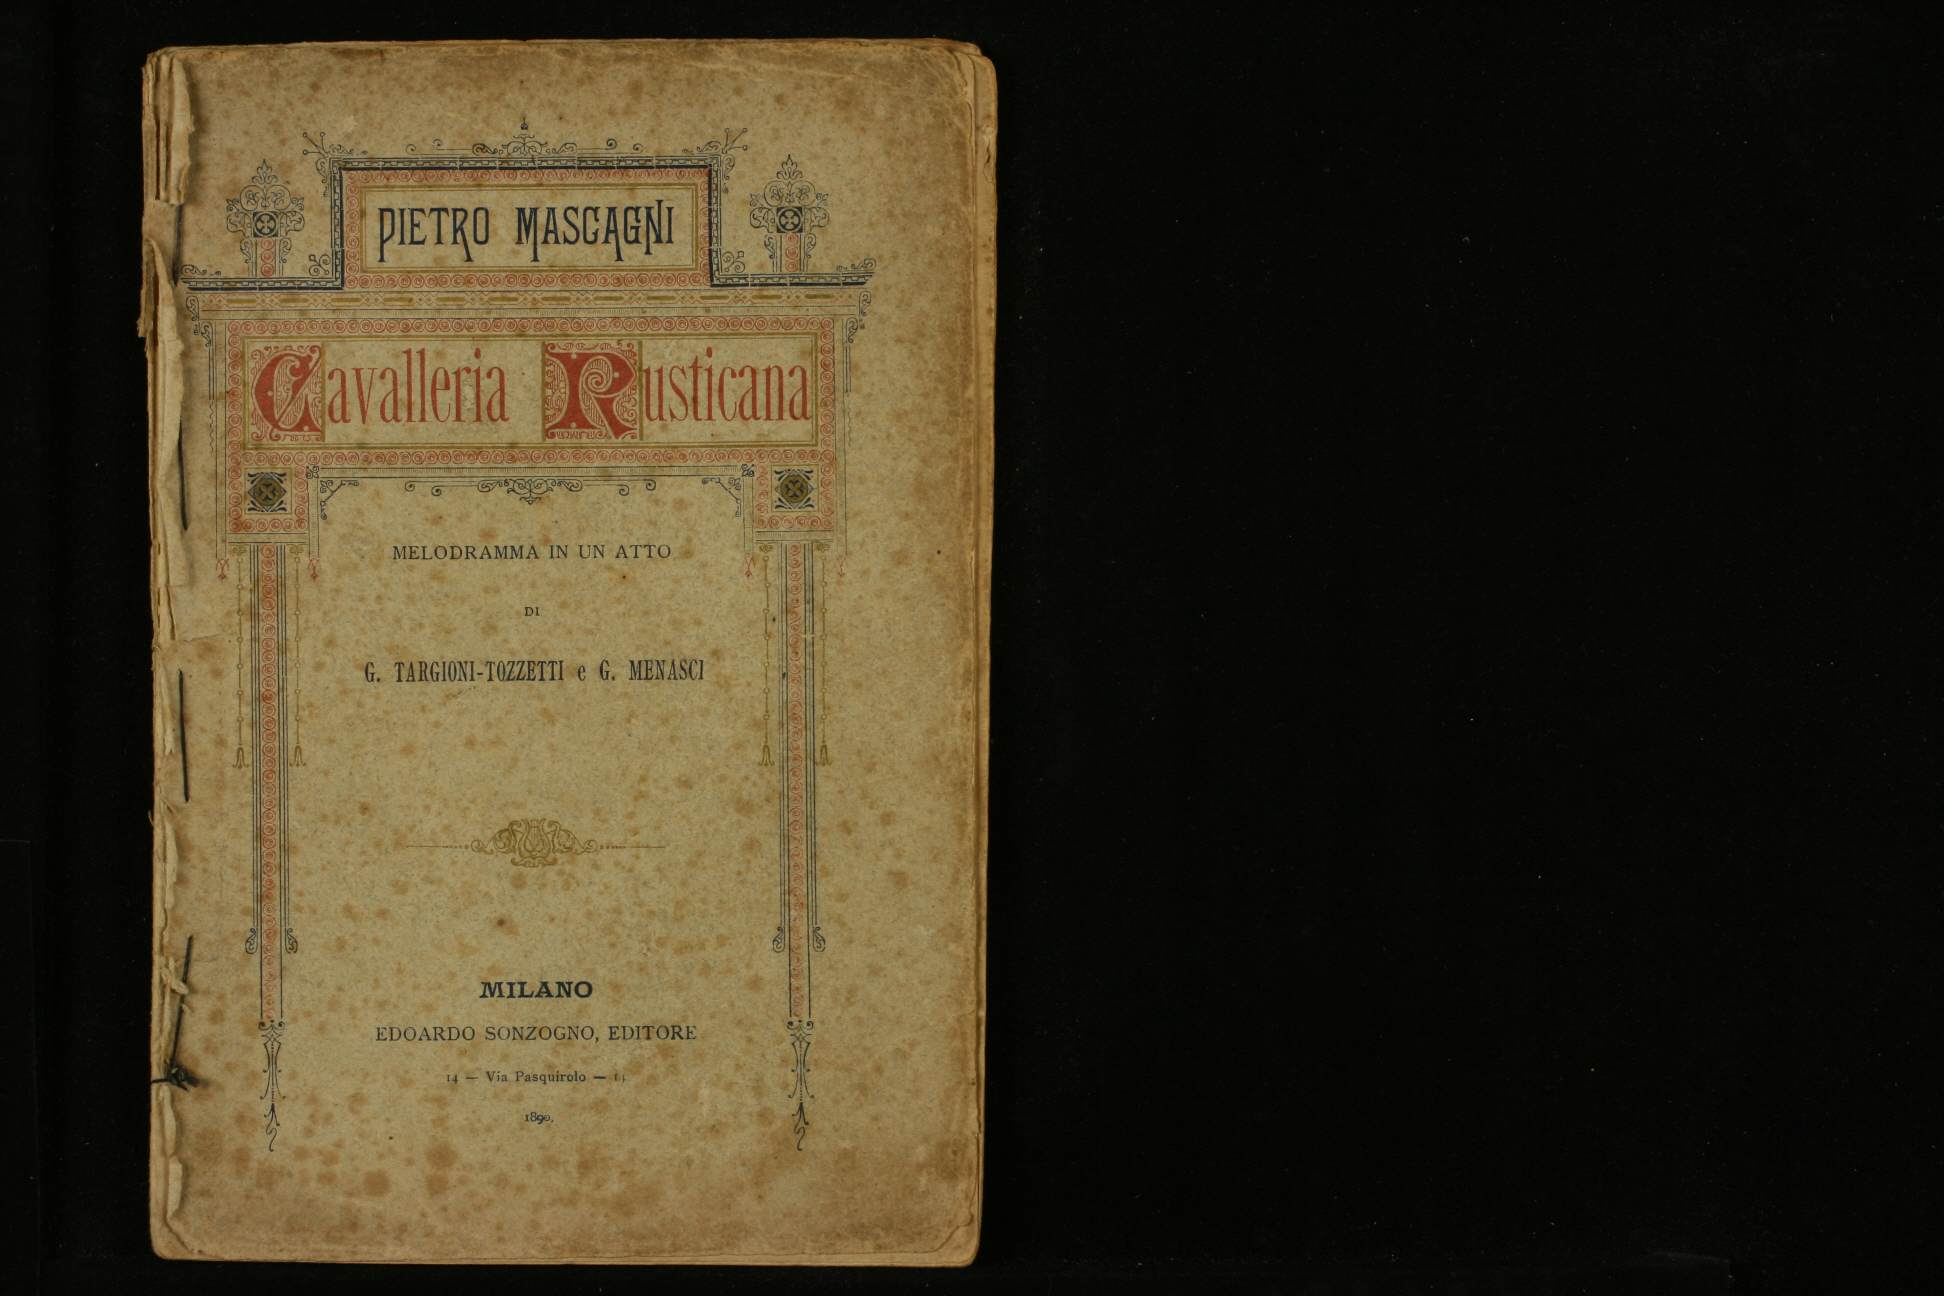 PIETRO MASCAGNI
Cavalleria Rusticana
MELODRAMMA IN UN ATTO
DI
G. TARGIONI-TOZZETTI e G. MENASCI
MILANO
EDOARDO SONZOGNO, EDITORE
14 — Via Pasquirolo — 14
1890.